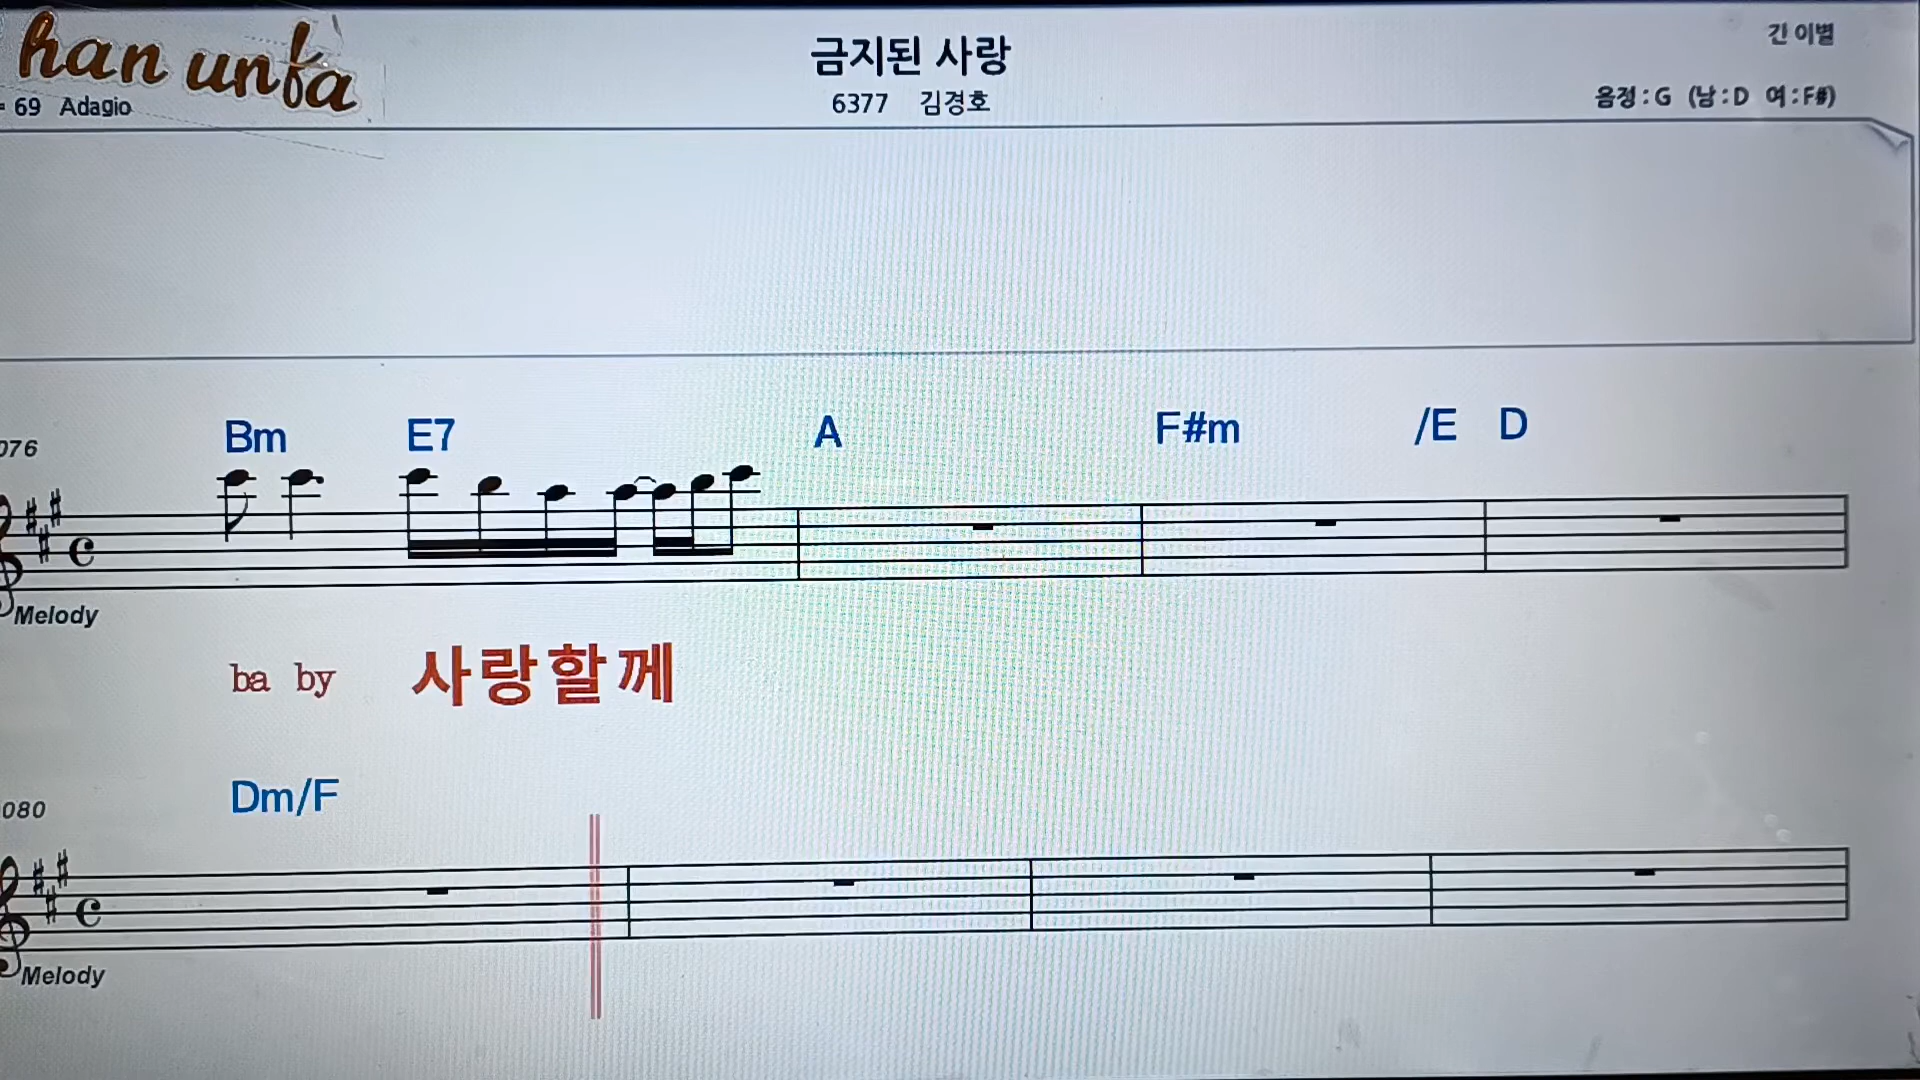 han unfa
금지된 사랑
긴 이별
= 69 Adagio
6377 김경호
음정 : G (남 : D 여 : F#)
Bm E7 A F#m /E D
076
Melody
ba by 사랑할께
Dm/F
080
Melody